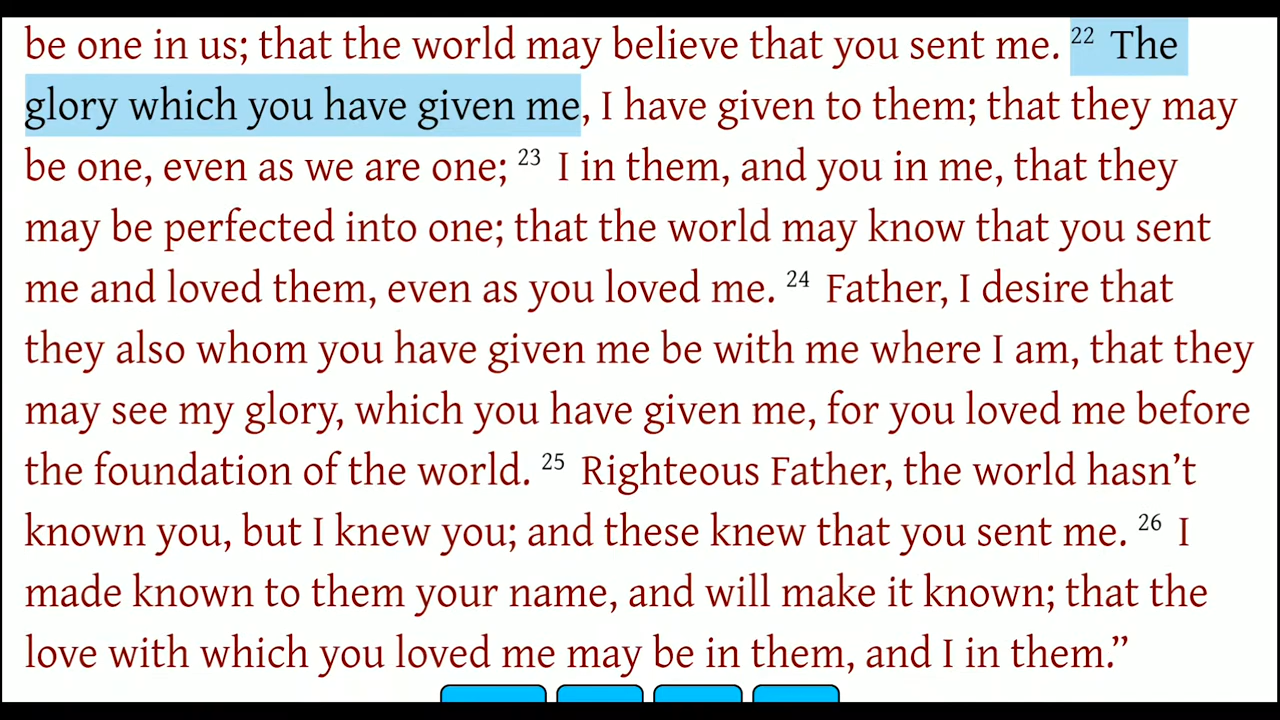 be one in us; that the world may believe that you sent me. 22 The
glory which you have given me, I have given to them; that they may
be one, even as we are one; 23 I in them, and you in me, that they
may be perfected into one; that the world may know that you sent
me and loved them, even as you loved me. 24 Father, I desire that
they also whom you have given me be with me where I am, that they
may see my glory, which you have given me, for you loved me before
the foundation of the world. 25 Righteous Father, the world hasn’t
known you, but I knew you; and these knew that you sent me. 26 I
made known to them your name, and will make it known; that the
love with which you loved me may be in them, and I in them.”